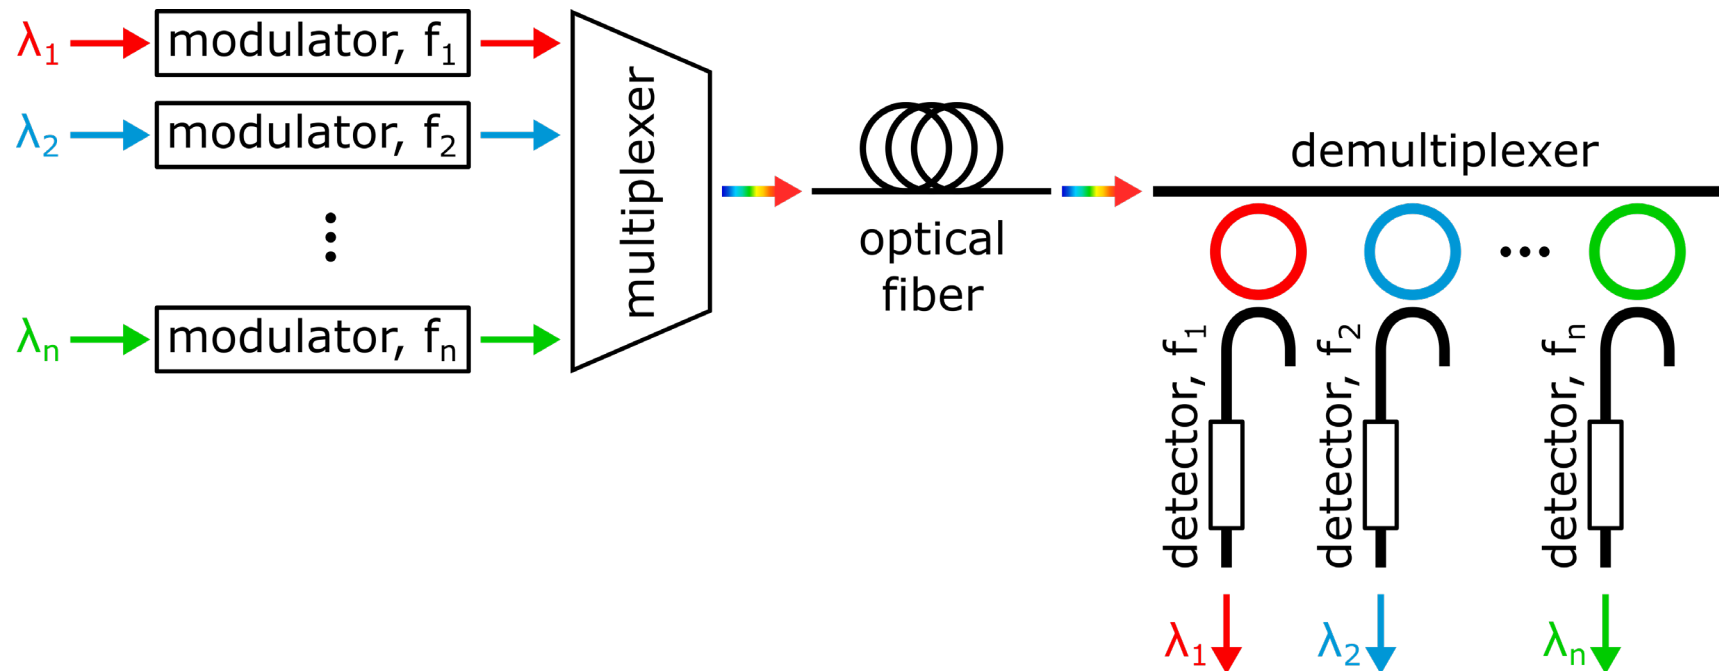 λ₁ modulator, f₁
λ₂ modulator, f₂
λₙ modulator, fₙ
multiplexer
optical
fiber
demultiplexer
detector, f₁
detector, f₂
detector, fₙ
λ₁
λ₂
λₙ